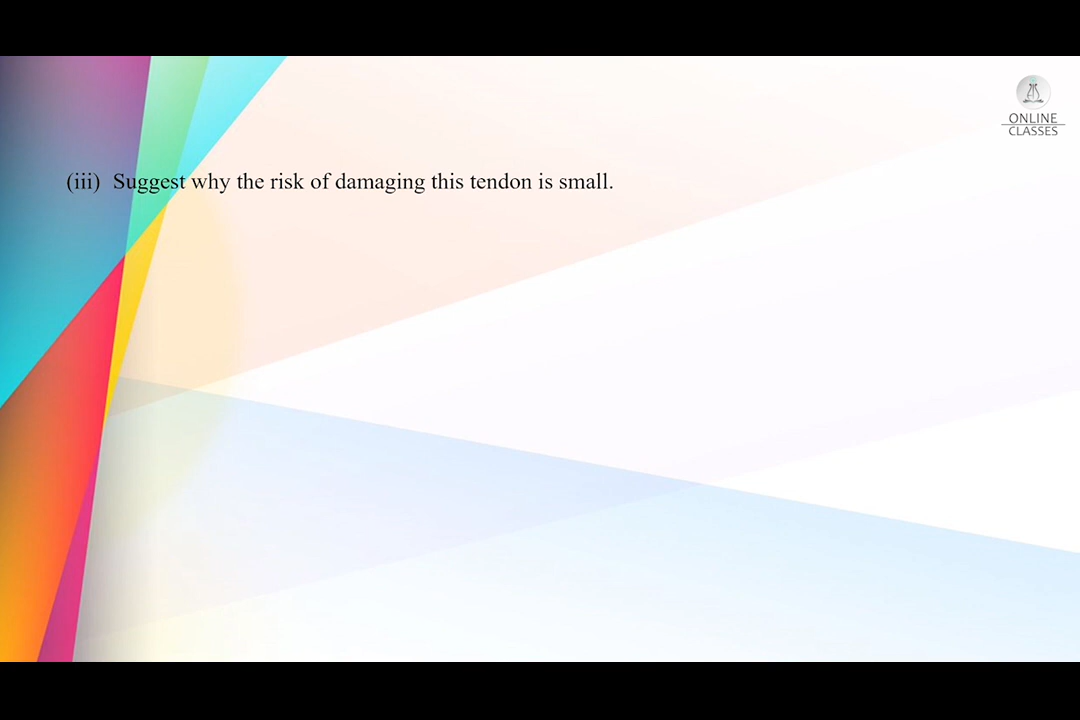 ONLINE
CLASSES
(iii) Suggest why the risk of damaging this tendon is small.